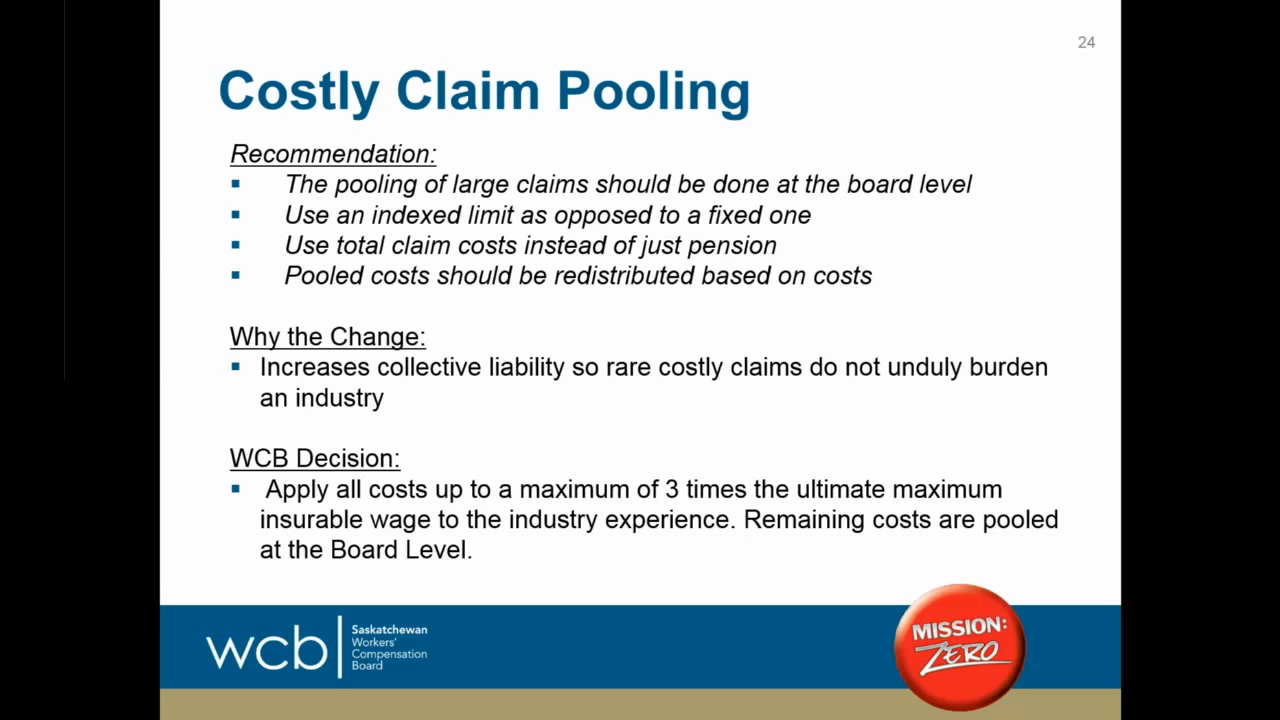 24
Costly Claim Pooling
Recommendation:
▪ The pooling of large claims should be done at the board level
▪ Use an indexed limit as opposed to a fixed one
▪ Use total claim costs instead of just pension
▪ Pooled costs should be redistributed based on costs
Why the Change:
▪ Increases collective liability so rare costly claims do not unduly burden
an industry
WCB Decision:
▪ Apply all costs up to a maximum of 3 times the ultimate maximum
insurable wage to the industry experience. Remaining costs are pooled
at the Board Level.
wcb
Saskatchewan
Workers'
Compensation
Board
MISSION:
ZERO